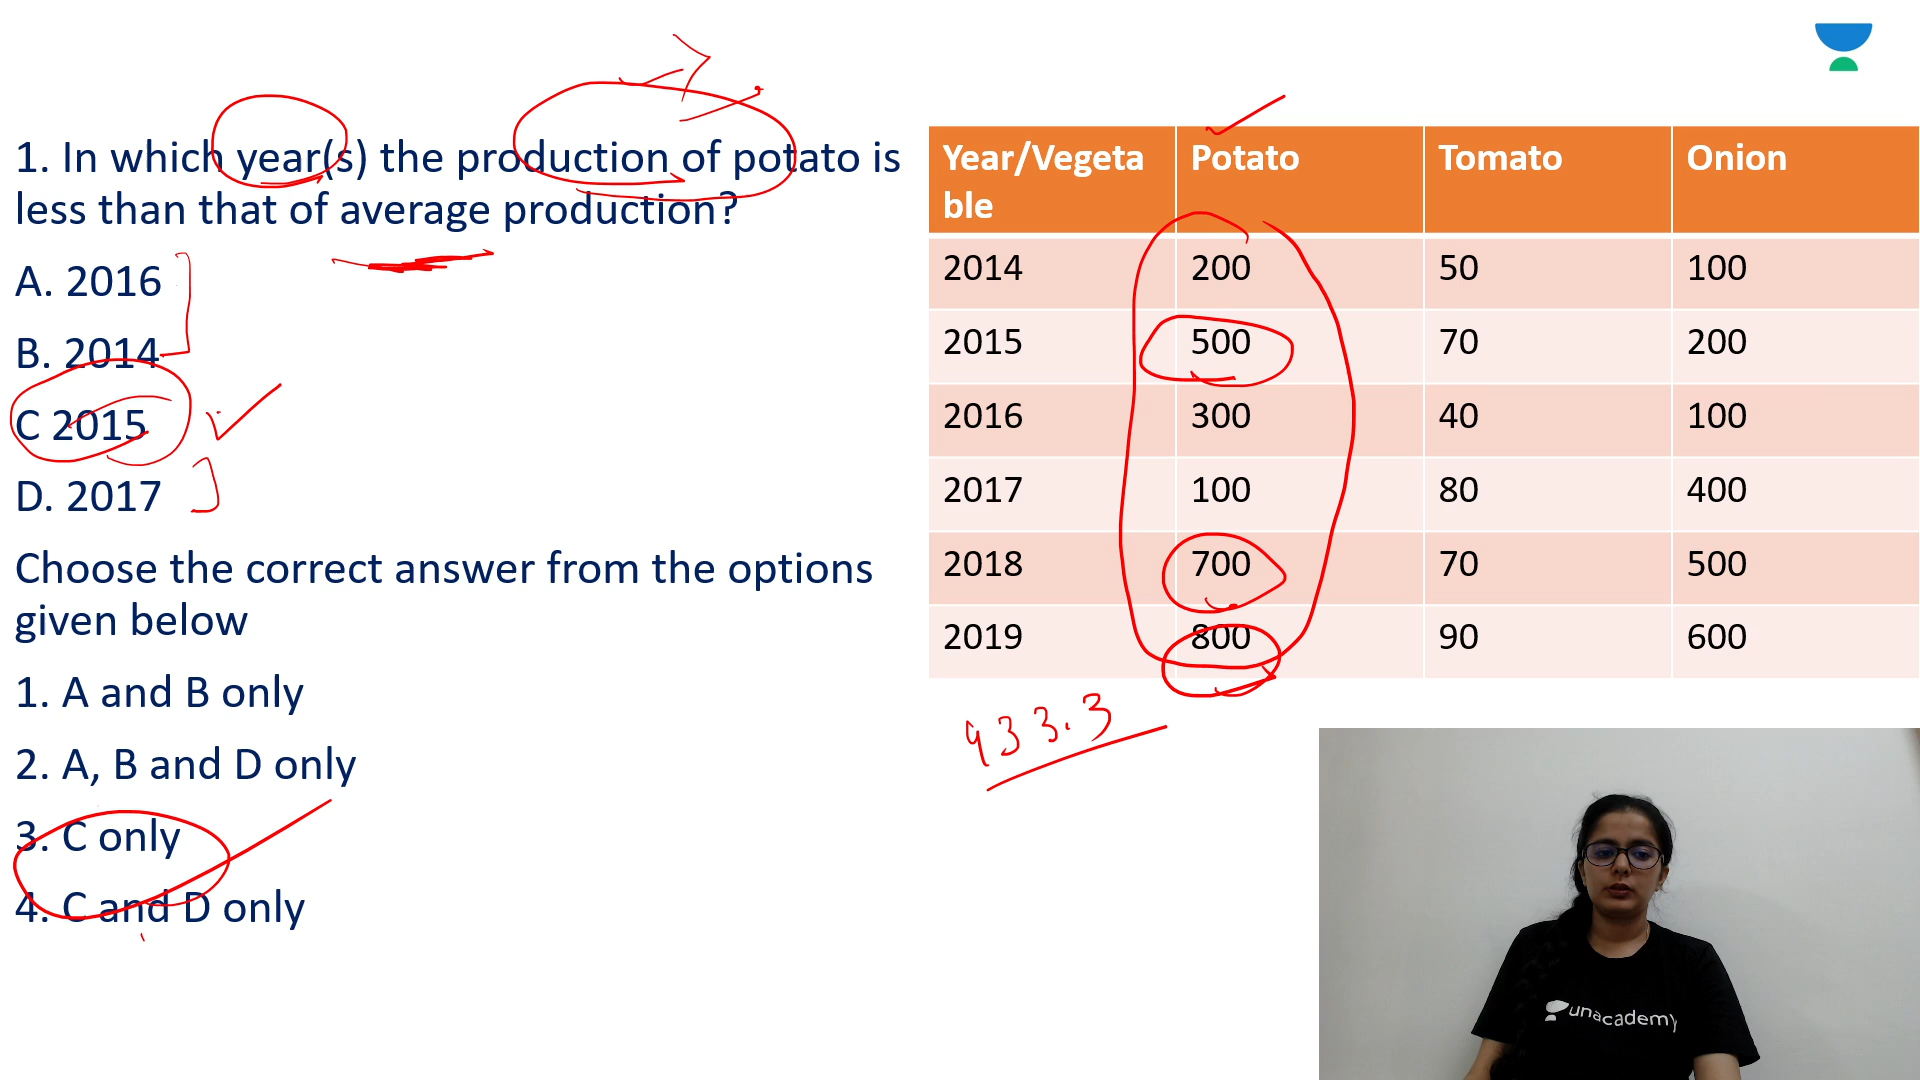 1. In which year(s) the production of potato is
less than that of average production?
A. 2016
B. 2014
C 2015
D. 2017
Choose the correct answer from the options
given below
1. A and B only
2. A, B and D only
3. C only
4. C and D only
Year/Vegeta
ble
Potato
Tomato
Onion
2014 200 50 100
2015 500 70 200
2016 300 40 100
2017 100 80 400
2018 700 70 500
2019 800 90 600
433.3
unacademy